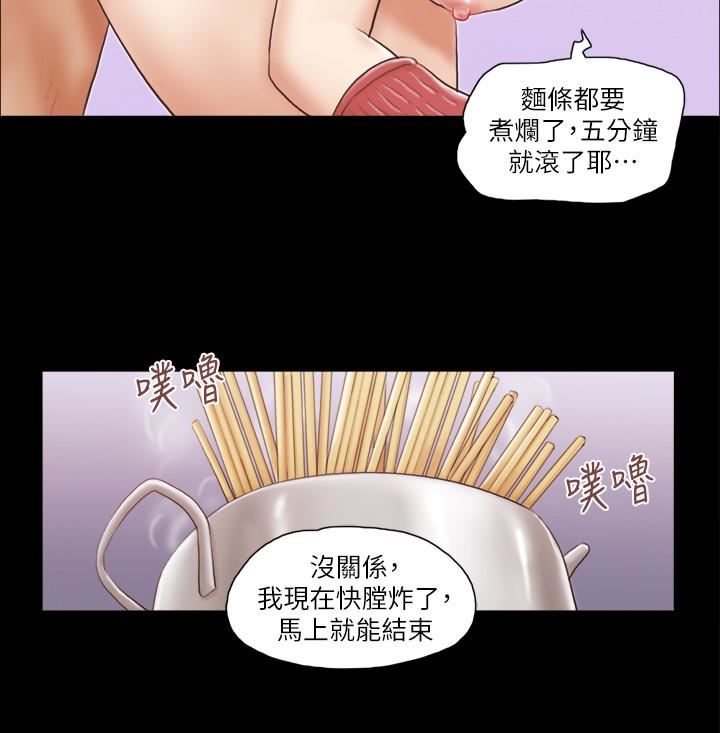 麵條都要
煮爛了，五分鐘
就滾了耶…
噗嚕
噗嚕
沒關係，
我現在快膛炸了，
馬上就能結束